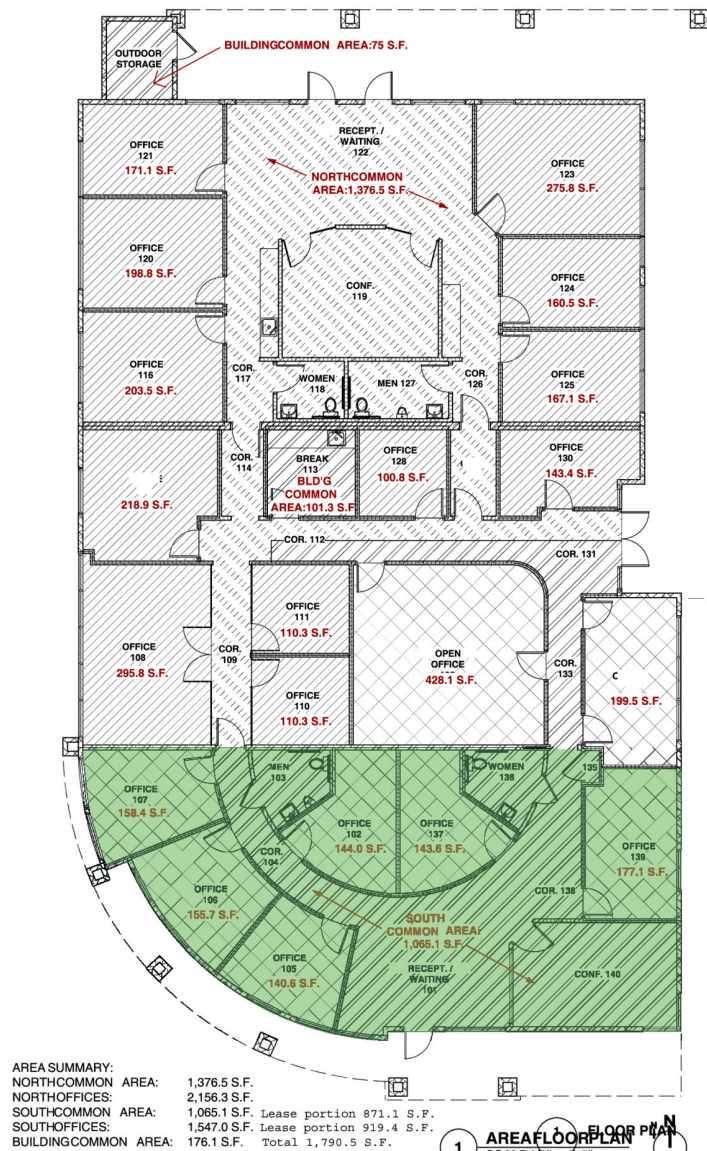 BUILDINGCOMMON AREA:75 S.F.
OUTDOOR
STORAGE
RECEPT. /
WAITING
122
OFFICE
121
171.1 S.F.
NORTHCOMMON
AREA:1,376.5 S.F.
OFFICE
123
275.8 S.F.
OFFICE
120
198.8 S.F.
CONF.
119
OFFICE
124
160.5 S.F.
OFFICE
116
203.5 S.F.
COR.
117
WOMEN
118
MEN 127
COR.
126
OFFICE
125
167.1 S.F.
218.9 S.F.
COR.
114
BREAK
113
BLD'G
COMMON
AREA:101.3 S.F.
OFFICE
128
100.8 S.F.
OFFICE
130
143.4 S.F.
COR. 112
COR. 131
OFFICE
108
295.8 S.F.
COR.
109
OFFICE
111
110.3 S.F.
OFFICE
110
110.3 S.F.
OPEN
OFFICE
428.1 S.F.
COR.
133
199.5 S.F.
OFFICE
107
158.4 S.F.
MEN
103
OFFICE
102
144.0 S.F.
OFFICE
137
143.6 S.F.
WOMEN
136
135
OFFICE
139
177.1 S.F.
COR.
104
OFFICE
106
155.7 S.F.
COR. 138
SOUTH
COMMON AREA:
1,065.1 S.F.
OFFICE
105
140.6 S.F.
RECEPT. /
WAITING
101
CONF. 140
AREA SUMMARY:
NORTHCOMMON AREA: 1,376.5 S.F.
NORTHOFFICES: 2,156.3 S.F.
SOUTHCOMMON AREA: 1,065.1 S.F. Lease portion 871.1 S.F.
SOUTHOFFICES: 1,547.0 S.F. Lease portion 919.4 S.F.
BUILDINGCOMMON AREA: 176.1 S.F. Total 1,790.5 S.F.
1 AREAFLOORPLAN
1 FLOOR PLAN
N